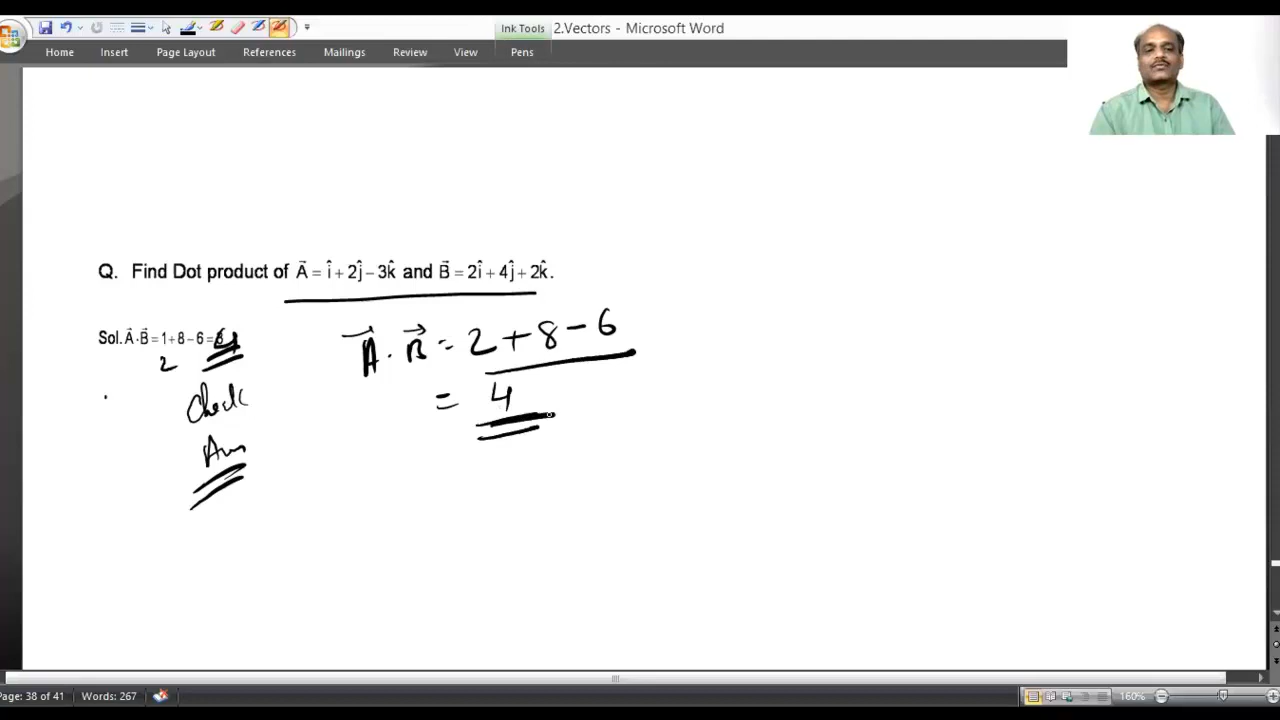 Ink Tools
2.Vectors - Microsoft Word
Home Insert Page Layout References Mailings Review View Pens
Q. Find Dot product of A⃗ = î + 2ĵ − 3k̂ and B⃗ = 2î + 4ĵ + 2k̂.
Sol. A⃗·B⃗ = 1 + 8 − 6 = 4
2
Check
Ans
A⃗ · B⃗ = 2 + 8 − 6
= 4
Page: 38 of 41 Words: 267 160%